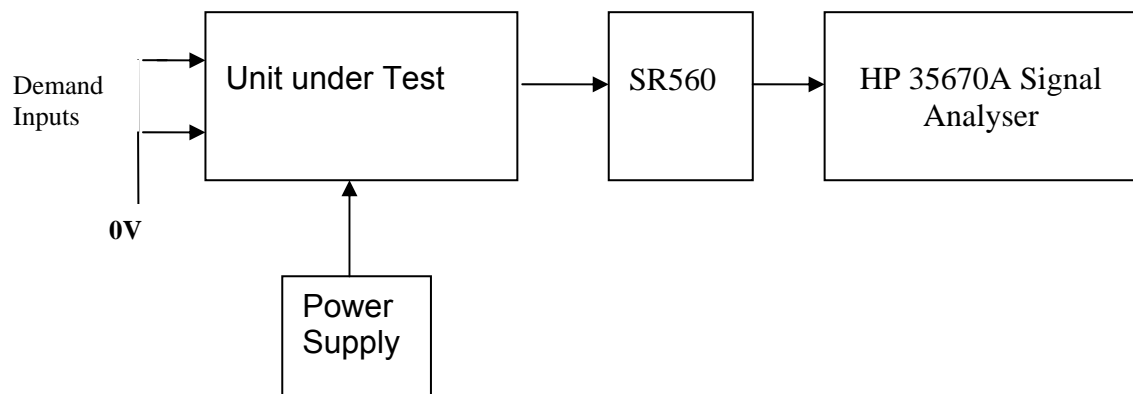 Demand
Inputs
0V
Unit under Test
SR560
HP 35670A Signal
Analyser
Power
Supply